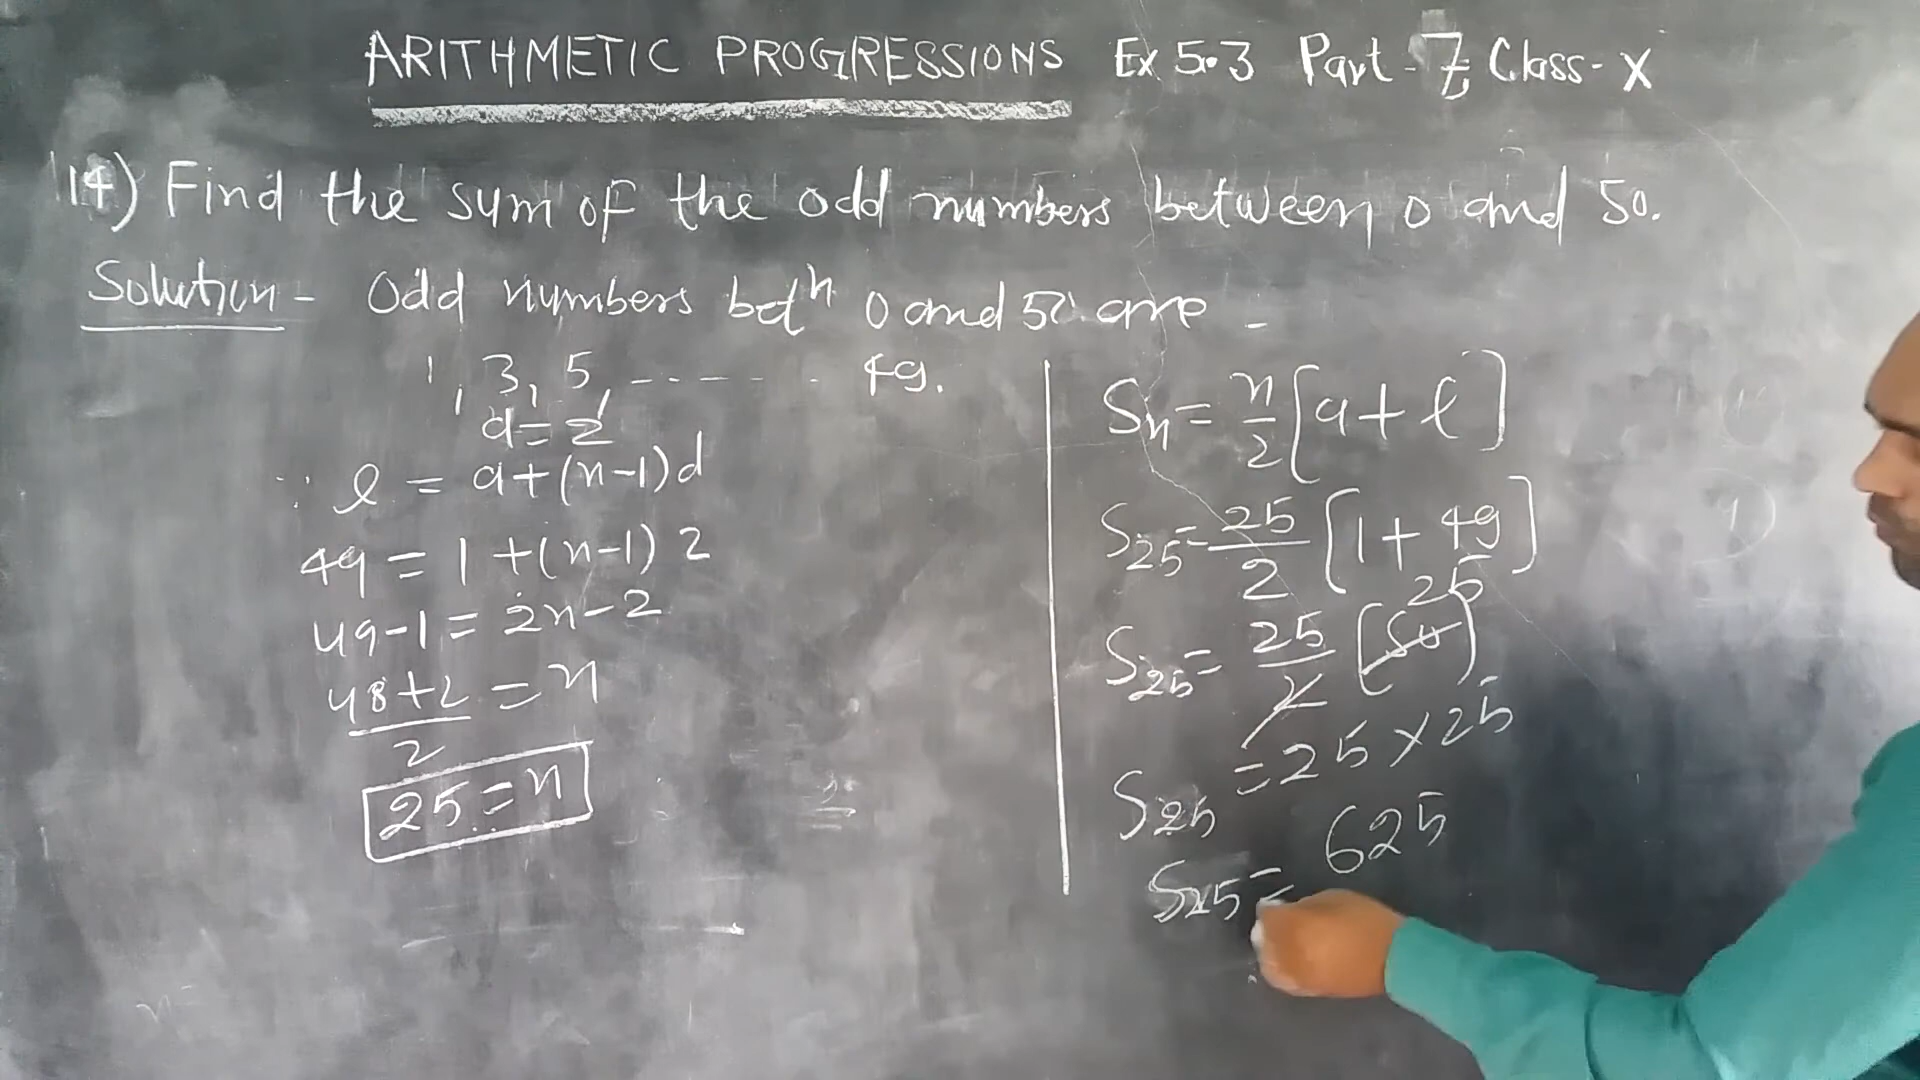 ARITHMETIC PROGRESSIONS Ex 5.3 Part-7, Class-X
14) Find the sum of the odd numbers between 0 and 50.
Solution- Odd numbers betⁿ 0 and 50 are -
1, 3, 5, ------ 49.
d=2
∵ l = a+(n-1)d
49 = 1+(n-1)2
49-1 = 2n-2
48+2/2 = n
25=n
Sn = n/2[a+l]
S25 = 25/2[1+49]
25
S25 = 25/2(50)
S25 = 25×25
S25 = 625